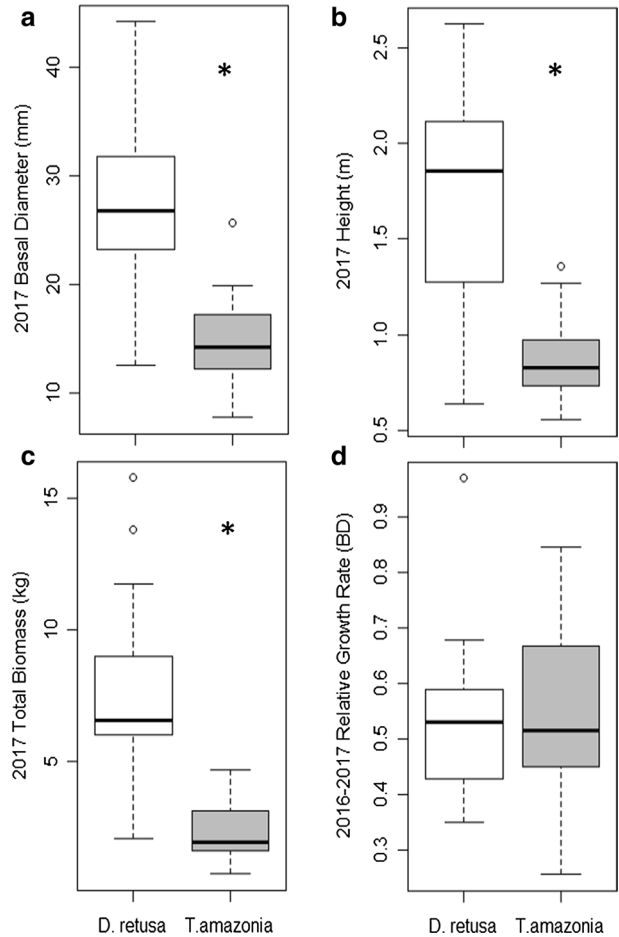 a
2017 Basal Diameter (mm)
40
30
20
10
*
b
2017 Height (m)
2.5
2.0
1.5
1.0
0.5
*
c
2017 Total Biomass (kg)
15
10
5
*
D. retusa
T.amazonia
d
2016-2017 Relative Growth Rate (BD)
0.9
0.8
0.7
0.6
0.5
0.4
0.3
D. retusa
T.amazonia